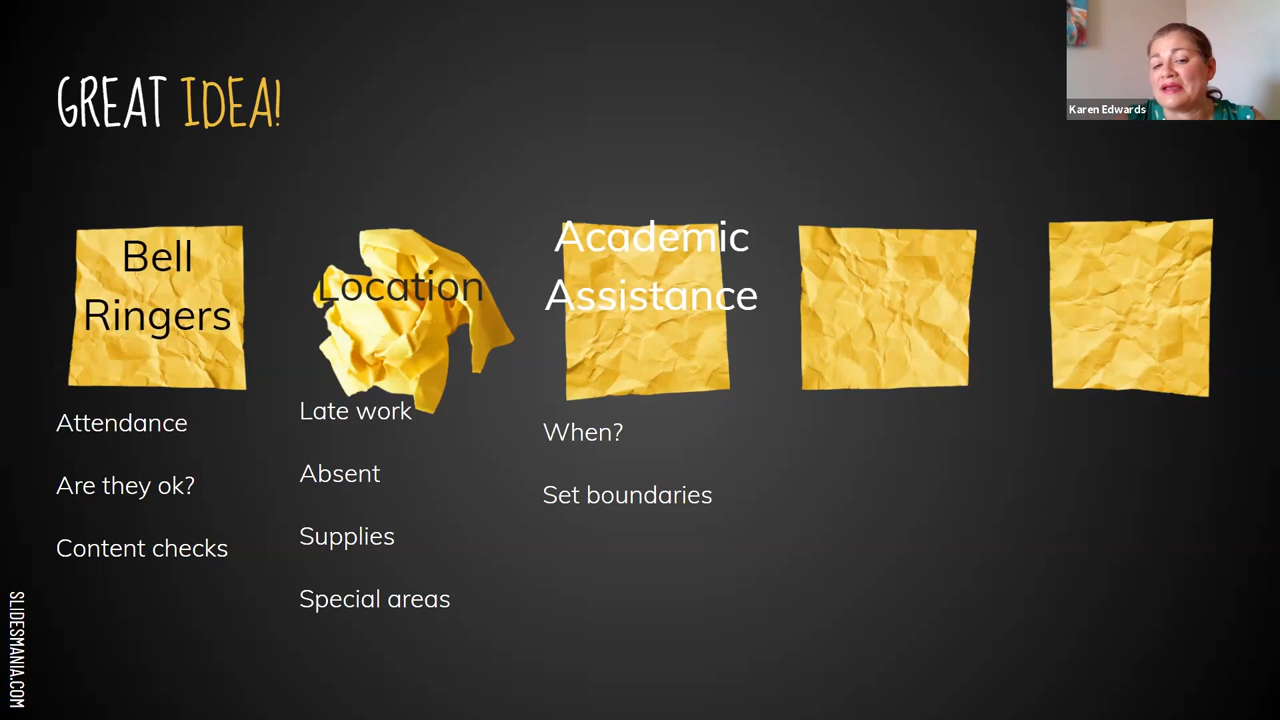 GREAT IDEA!
Karen Edwards
Bell
Ringers
Attendance
Are they ok?
Content checks
Location
Late work
Absent
Supplies
Special areas
Academic
Assistance
When?
Set boundaries
SLIDESMANIA.COM